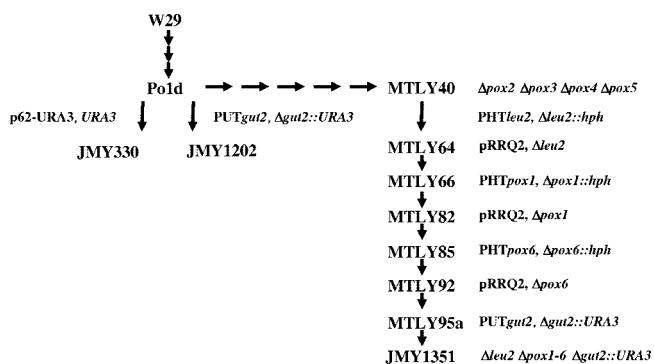 W29
Po1d MTLY40 Δpox2 Δpox3 Δpox4 Δpox5
p62-URA3, URA3 PUTgut2, Δgut2::URA3 PHTleu2, Δleu2::hph
JMY330 JMY1202 MTLY64 pRRQ2, Δleu2
MTLY66 PHTpox1, Δpox1::hph
MTLY82 pRRQ2, Δpox1
MTLY85 PHTpox6, Δpox6::hph
MTLY92 pRRQ2, Δpox6
MTLY95a PUTgut2, Δgut2::URA3
JMY1351 Δleu2 Δpox1-6 Δgut2::URA3